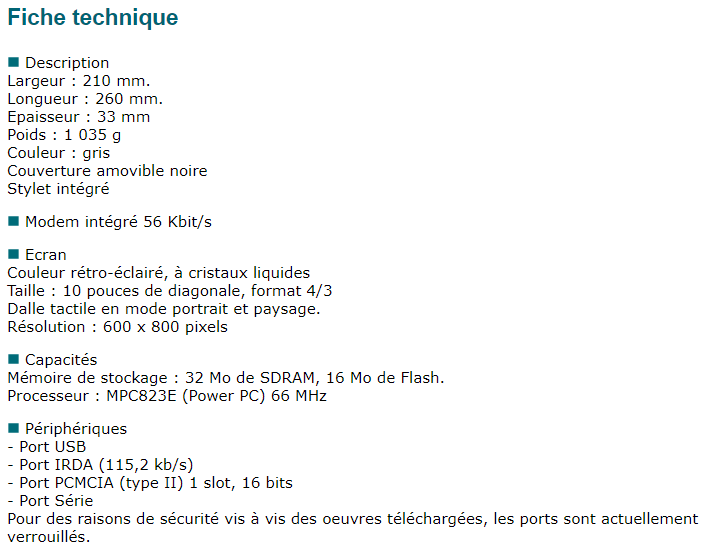 Fiche technique
Description
Largeur : 210 mm.
Longueur : 260 mm.
Epaisseur : 33 mm
Poids : 1 035 g
Couleur : gris
Couverture amovible noire
Stylet intégré
Modem intégré 56 Kbit/s
Ecran
Couleur rétro-éclairé, à cristaux liquides
Taille : 10 pouces de diagonale, format 4/3
Dalle tactile en mode portrait et paysage.
Résolution : 600 x 800 pixels
Capacités
Mémoire de stockage : 32 Mo de SDRAM, 16 Mo de Flash.
Processeur : MPC823E (Power PC) 66 MHz
Périphériques
- Port USB
- Port IRDA (115,2 kb/s)
- Port PCMCIA (type II) 1 slot, 16 bits
- Port Série
Pour des raisons de sécurité vis à vis des oeuvres téléchargées, les ports sont actuellement
verrouillés.